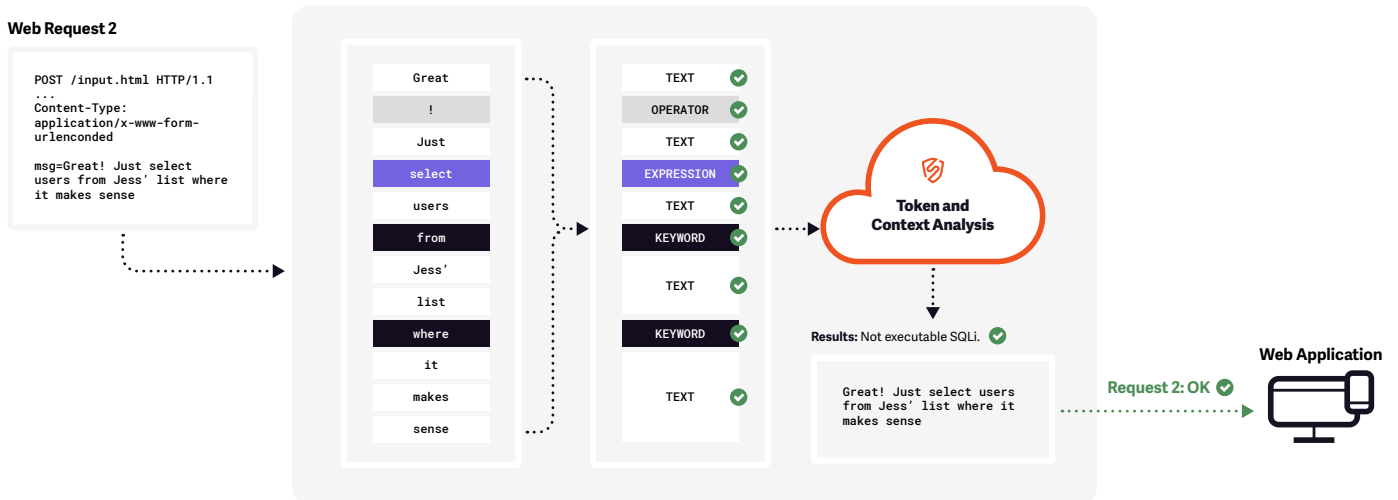 Web Request 2
POST /input.html HTTP/1.1
...
Content-Type:
application/x-www-form-
urlenconded
msg=Great! Just select
users from Jess’ list where
it makes sense
Great
!
Just
select
users
from
Jess’
list
where
it
makes
sense
TEXT
OPERATOR
TEXT
EXPRESSION
TEXT
KEYWORD
TEXT
KEYWORD
TEXT
Token and
Context Analysis
Results: Not executable SQLi.
Great! Just select users
from Jess’ list where it
makes sense
Request 2: OK
Web Application